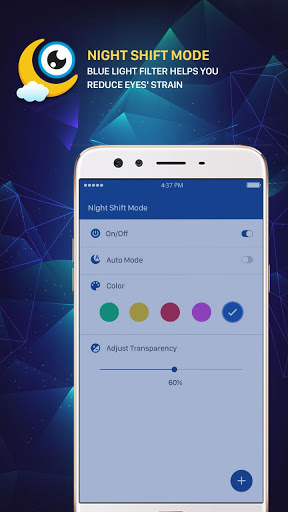 NIGHT SHIFT MODE
BLUE LIGHT FILTER HELPS YOU
REDUCE EYES' STRAIN
4:37 PM
Night Shift Mode
On/Off
Auto Mode
Color
Adjust Transparency
60%